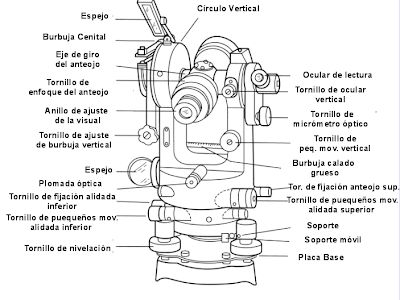 Espejo
Circulo Vertical
Burbuja Cenital
Eje de giro
del anteojo
Tornillo de
enfoque del anteojo
Anillo de ajuste
de la visual
Tornillo de ajuste
de burbuja vertical
Espejo
Plomada óptica
Tornillo de fijación alidada
inferior
Tornillo de puequeños mov.
alidada inferior
Tornillo de nivelación
Ocular de lectura
Tornillo de ocular
vertical
Tornillo de
micrómetro óptico
Tornillo de
peq. mov. vertical
Burbuja calado
grueso
Tor. de fijación anteojo sup.
Tornillo de puequeños mov.
alidada superior
Soporte
Soporte móvil
Placa Base